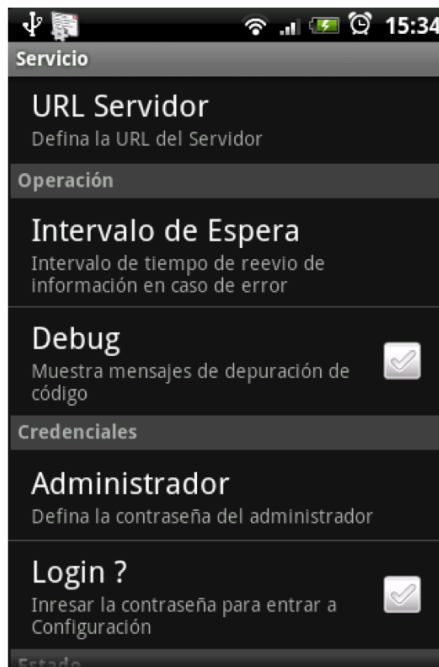 15:34
Servicio
URL Servidor
Defina la URL del Servidor
Operación
Intervalo de Espera
Intervalo de tiempo de reevio de
información en caso de error
Debug
Muestra mensajes de depuración de
código
Credenciales
Administrador
Defina la contraseña del administrador
Login ?
Inresar la contraseña para entrar a
Configuración
Estado